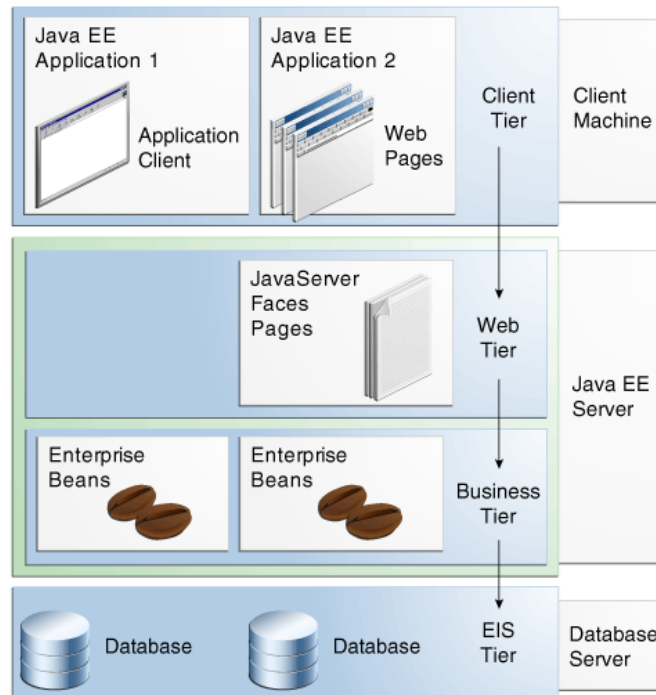 Java EE
Application 1
Application
Client
Java EE
Application 2
Web
Pages
Client
Tier
Client
Machine
JavaServer
Faces
Pages
Web
Tier
Java EE
Server
Enterprise
Beans
Enterprise
Beans
Business
Tier
Database
Database
EIS
Tier
Database
Server